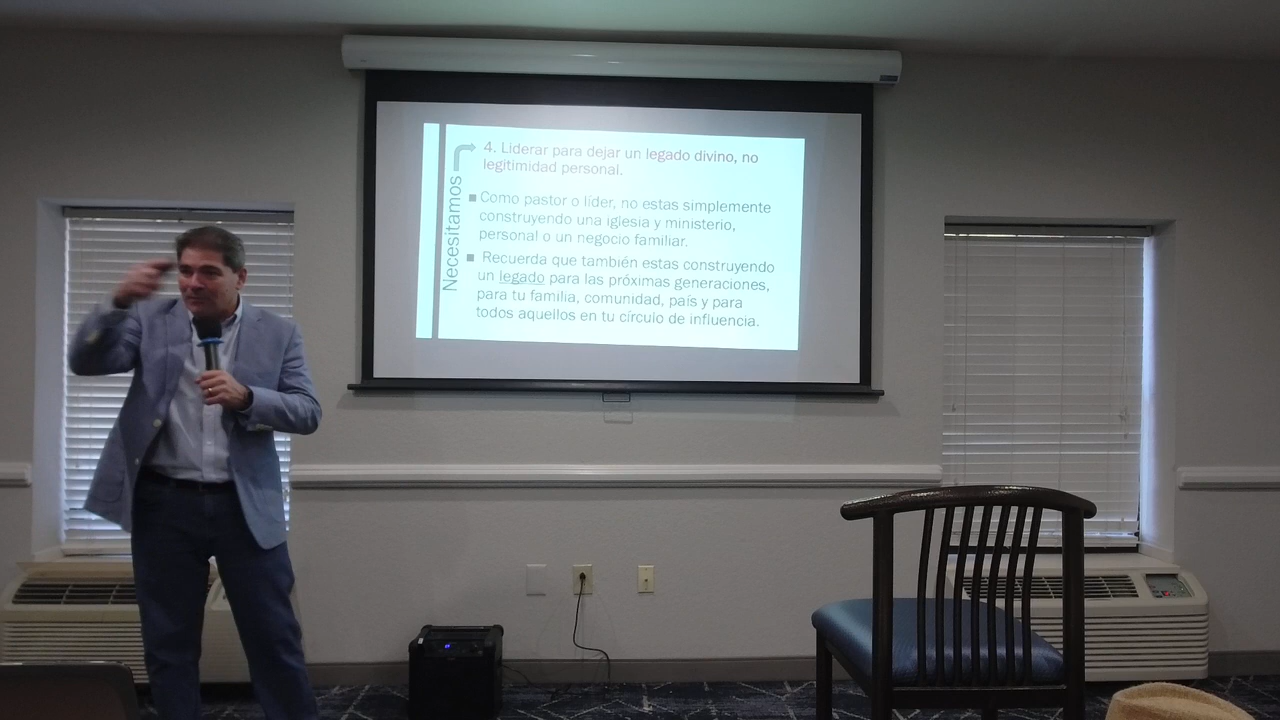 Necesitamos
4. Liderar para dejar un legado divino, no
legitimidad personal.
Como pastor o líder, no estas simplemente
construyendo una iglesia y ministerio,
personal o un negocio familiar.
Recuerda que también estas construyendo
un legado para las próximas generaciones,
para tu familia, comunidad, país y para
todos aquellos en tu círculo de influencia.